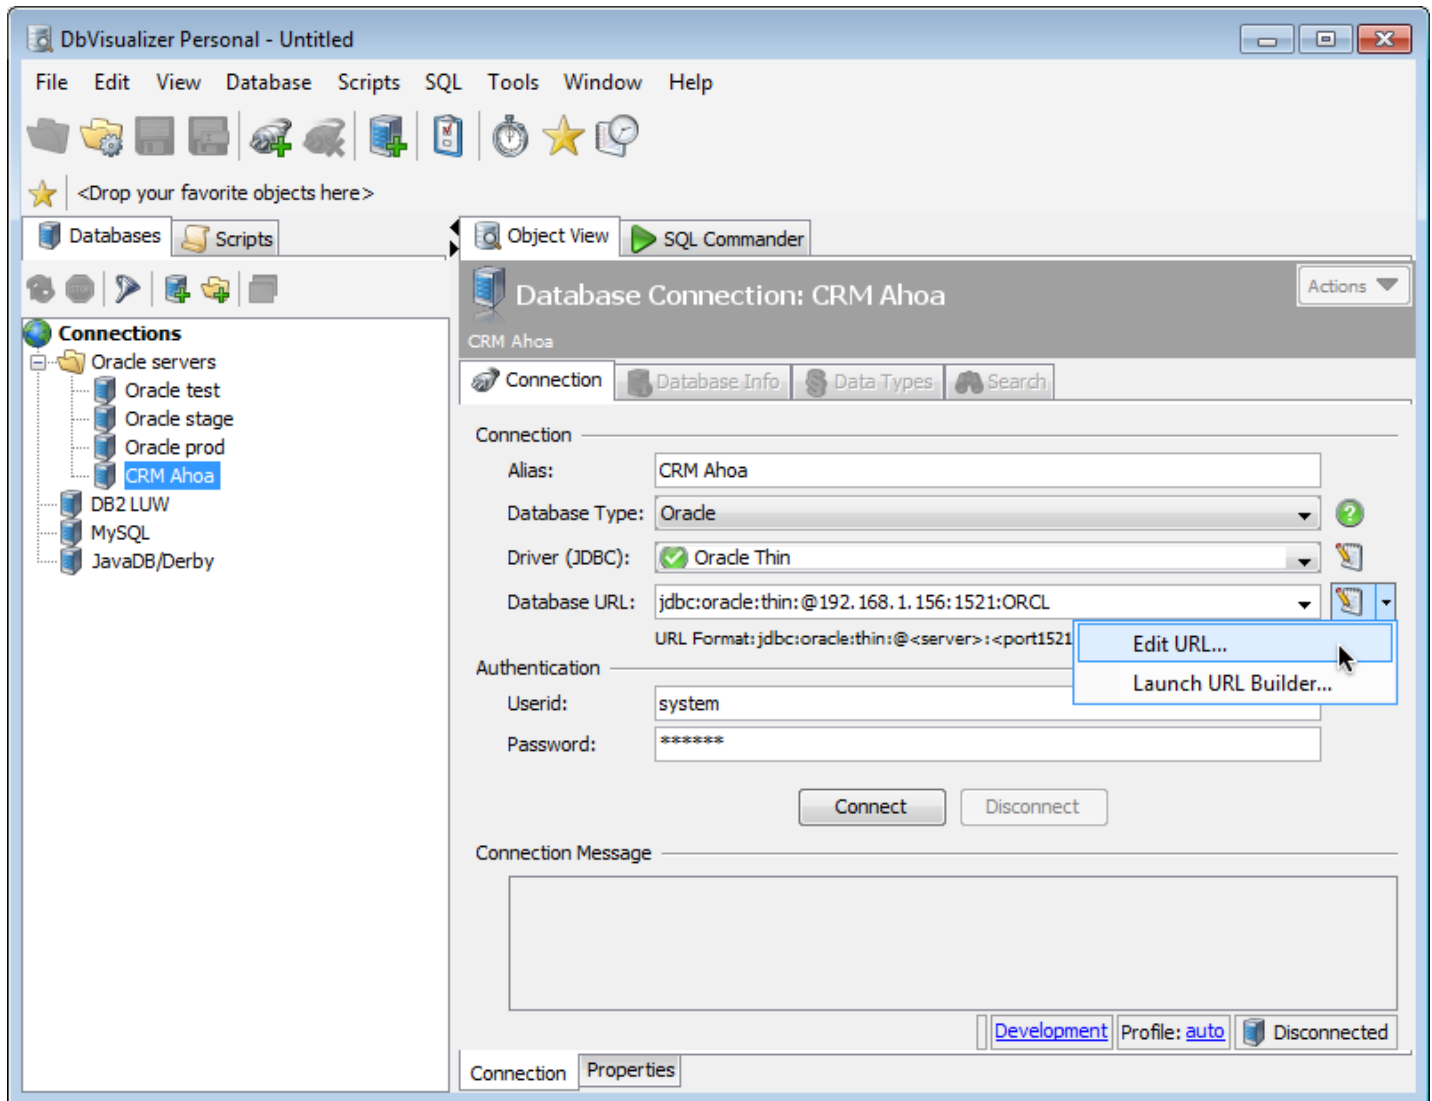 DbVisualizer Personal - Untitled
File Edit View Database Scripts SQL Tools Window Help
<Drop your favorite objects here>
Databases Scripts
Object View SQL Commander
Database Connection: CRM Ahoa
Actions
CRM Ahoa
Connections
Oracle servers
Oracle test
Oracle stage
Oracle prod
CRM Ahoa
DB2 LUW
MySQL
JavaDB/Derby
Connection Database Info Data Types Search
Connection
Alias: CRM Ahoa
Database Type: Oracle
Driver (JDBC): Oracle Thin
Database URL: jdbc:oracle:thin:@192.168.1.156:1521:ORCL
URL Format: jdbc:oracle:thin:@<server>:<port1521
Edit URL...
Launch URL Builder...
Authentication
Userid: system
Password: ******
Connect Disconnect
Connection Message
Development Profile: auto Disconnected
Connection Properties